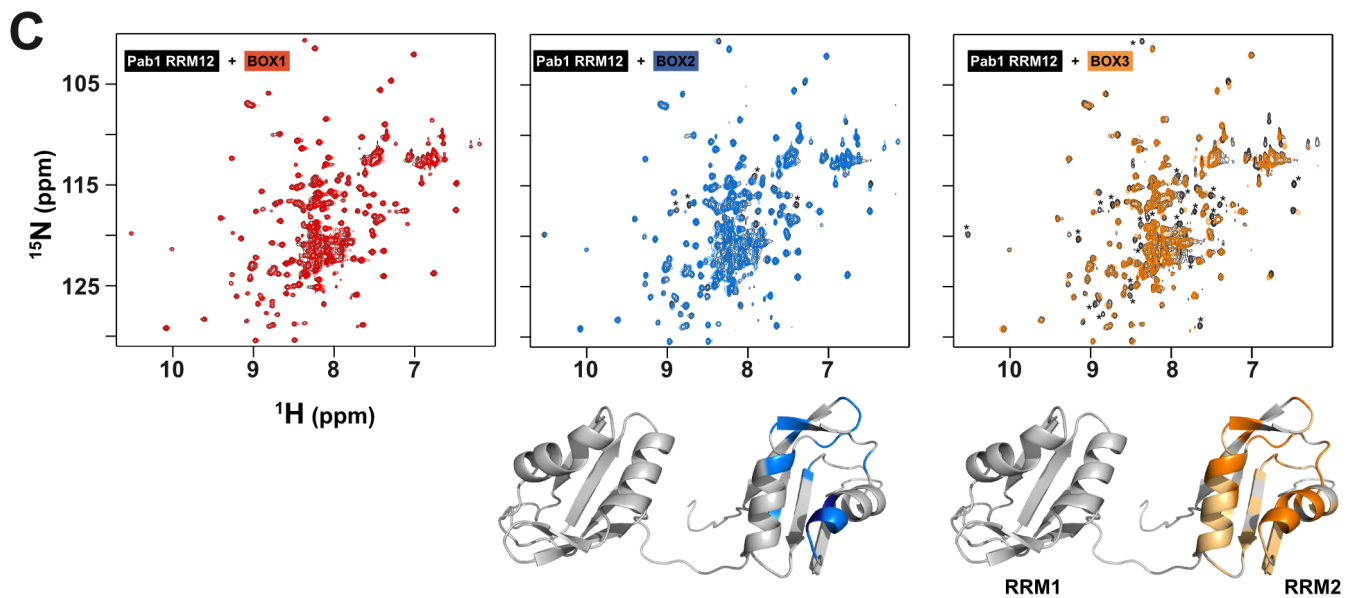 C
Pab1 RRM12 + BOX1
Pab1 RRM12 + BOX2
Pab1 RRM12 + BOX3
105
115
125
15N (ppm)
10 9 8 7
10 9 8 7
10 9 8 7
1H (ppm)
RRM1 RRM2